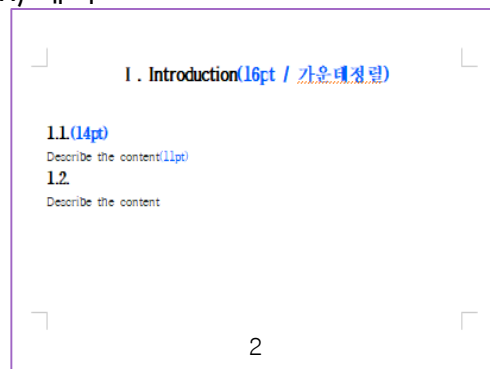 Ⅰ. Introduction(16pt / 가운데정렬)
1.1.(14pt)
Describe the content(11pt)
1.2.
Describe the content
2